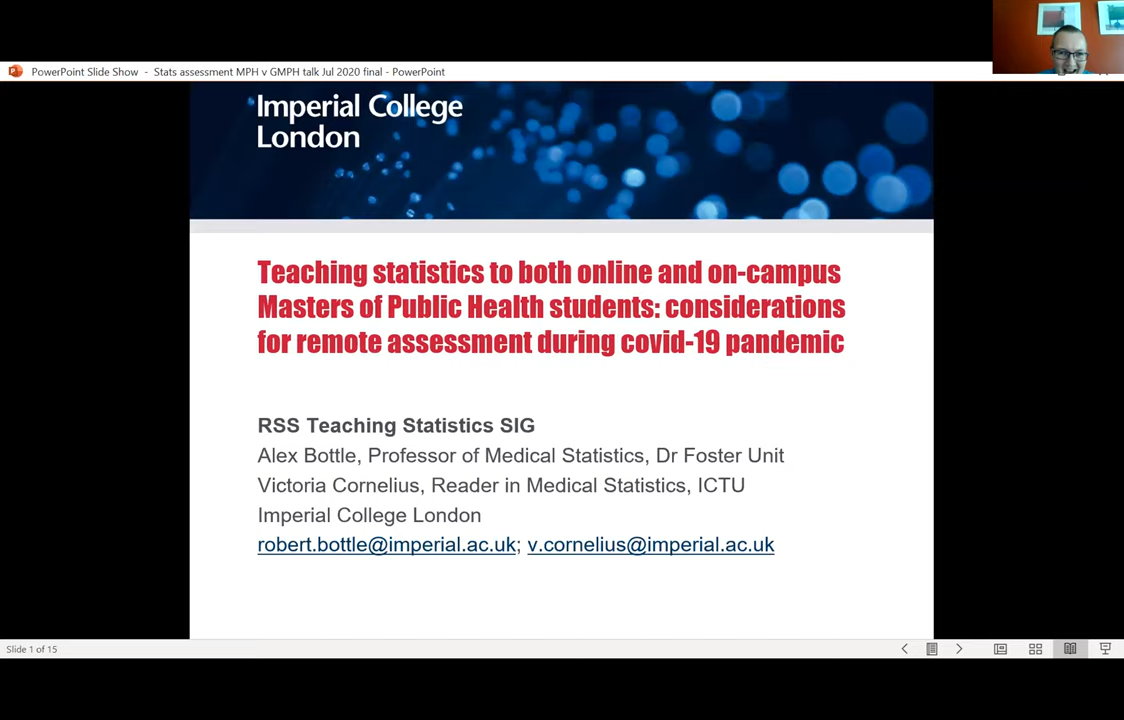 PowerPoint Slide Show - Stats assessment MPH v GMPH talk Jul 2020 final - PowerPoint
Imperial College
London
Teaching statistics to both online and on-campus
Masters of Public Health students: considerations
for remote assessment during covid-19 pandemic
RSS Teaching Statistics SIG
Alex Bottle, Professor of Medical Statistics, Dr Foster Unit
Victoria Cornelius, Reader in Medical Statistics, ICTU
Imperial College London
robert.bottle@imperial.ac.uk; v.cornelius@imperial.ac.uk
Slide 1 of 15